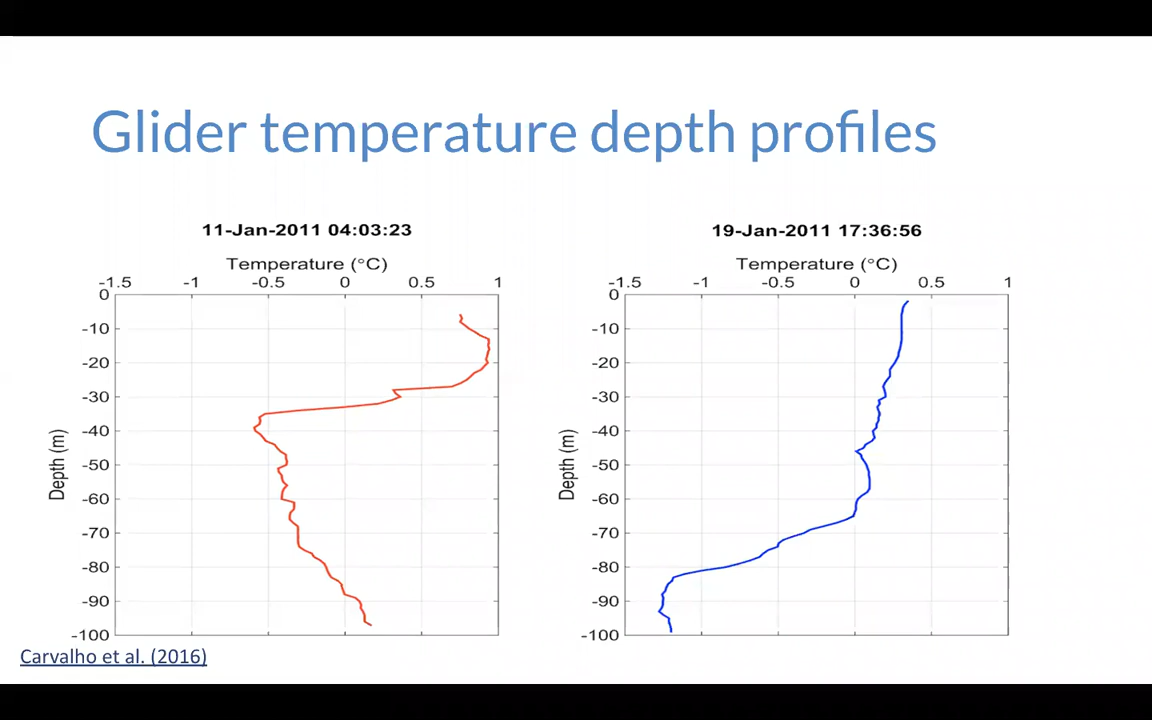 Glider temperature depth profiles
11-Jan-2011 04:03:23
Temperature (°C)
-1.5 -1 -0.5 0 0.5 1
0
-10
-20
-30
-40
-50
-60
-70
-80
-90
-100
Depth (m)
19-Jan-2011 17:36:56
Temperature (°C)
-1.5 -1 -0.5 0 0.5 1
0
-10
-20
-30
-40
-50
-60
-70
-80
-90
-100
Depth (m)
Carvalho et al. (2016)